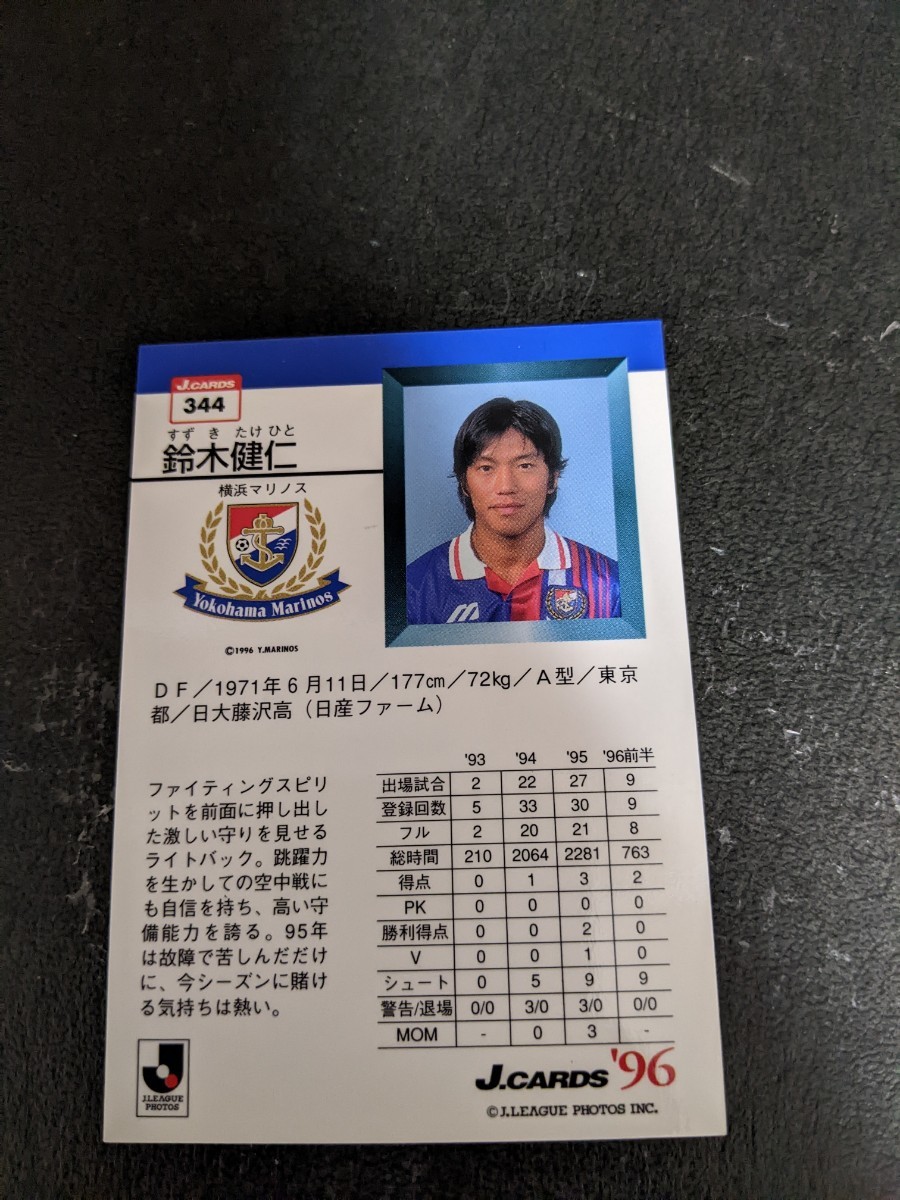 J.CARDS
344
すず き たけ ひと
鈴木健仁
横浜マリノス
Yokohama Marinos
©1996 Y.MARINOS
DF／1971年6月11日／177cm／72kg／A型／東京
都／日大藤沢高（日産ファーム）
ファイティングスピリ
ットを前面に押し出し
た激しい守りを見せる
ライトバック。跳躍力
を生かしての空中戦に
も自信を持ち、高い守
備能力を誇る。95年
は故障で苦しんだだけ
に、今シーズンに賭け
る気持ちは熱い。
'93 '94 '95 '96前半
出場試合 2 22 27 9
登録回数 5 33 30 9
フル 2 20 21 8
総時間 210 2064 2281 763
得点 0 1 3 2
PK 0 0 0 0
勝利得点 0 0 2 0
V 0 0 1 0
シュート 0 5 9 9
警告/退場 0/0 3/0 3/0 0/0
MOM - 0 3 -
J.LEAGUE
PHOTOS
J.CARDS '96
©J.LEAGUE PHOTOS INC.